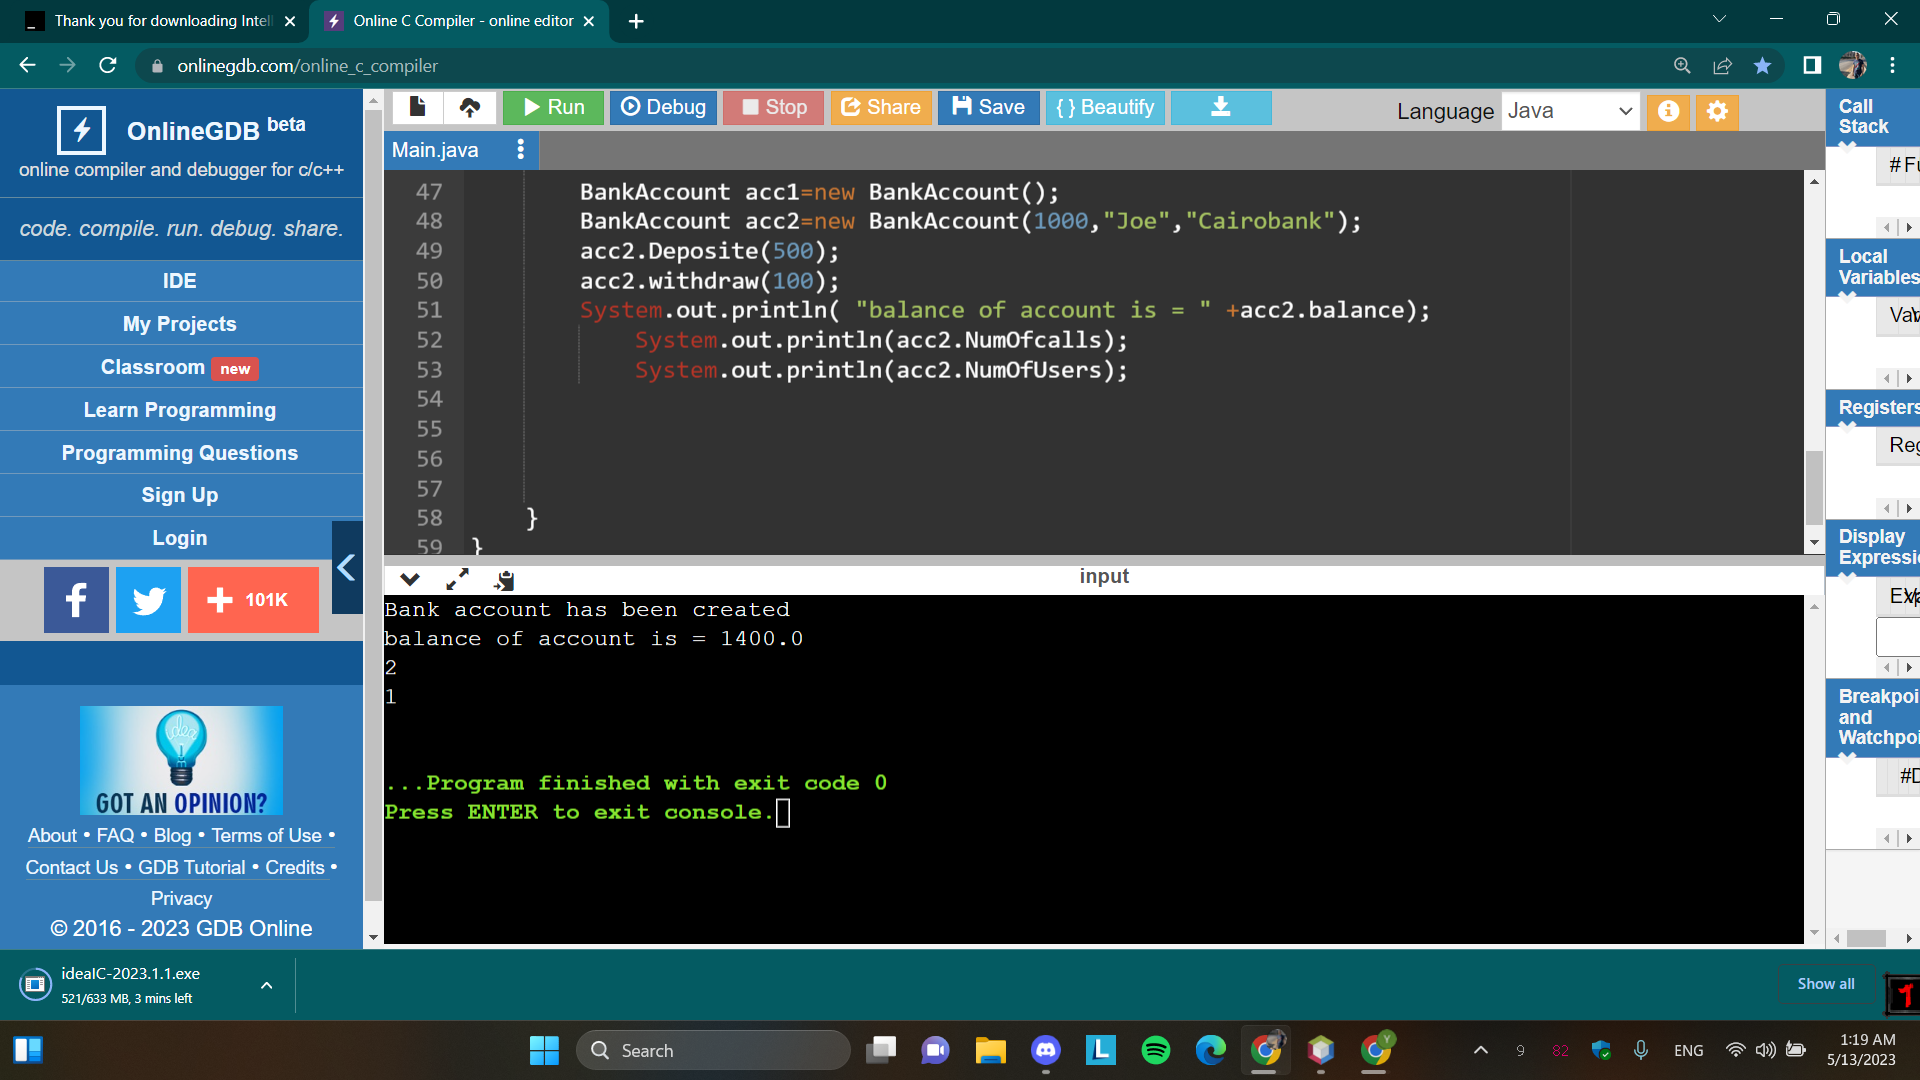 Thank you for downloading Intell
Online C Compiler - online editor
onlinegdb.com/online_c_compiler
OnlineGDB beta
online compiler and debugger for c/c++
code. compile. run. debug. share.
IDE
My Projects
Classroom new
Learn Programming
Programming Questions
Sign Up
Login
101K
GOT AN OPINION?
About • FAQ • Blog • Terms of Use •
Contact Us • GDB Tutorial • Credits •
Privacy
© 2016 - 2023 GDB Online
Run
Debug
Stop
Share
Save
{ } Beautify
Language Java
Main.java
47 BankAccount acc1=new BankAccount();
48 BankAccount acc2=new BankAccount(1000,"Joe","Cairobank");
49 acc2.Deposite(500);
50 acc2.withdraw(100);
51 System.out.println( "balance of account is = " +acc2.balance);
52 System.out.println(acc2.NumOfcalls);
53 System.out.println(acc2.NumOfUsers);
54
55
56
57
58 }
59 }
input
Bank account has been created
balance of account is = 1400.0
2
1
...Program finished with exit code 0
Press ENTER to exit console.
Call
Stack
# Fu
Local
Variables
Registers
Reg
Display
Expressi
Breakpoi
and
Watchpoi
#D
ideaIC-2023.1.1.exe
521/633 MB, 3 mins left
Show all
Search
9
82
ENG
1:19 AM
5/13/2023